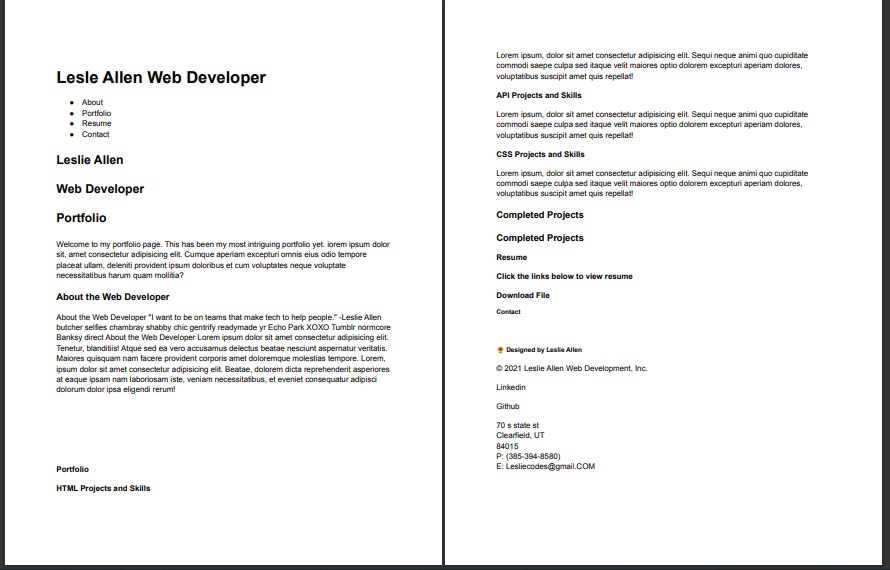 Lesle Allen Web Developer
● About
● Portfolio
● Resume
● Contact
Leslie Allen
Web Developer
Portfolio
Welcome to my portfolio page. This has been my most intriguing portfolio yet. iorem ipsum dolor
sit, amet consectetur adipisicing elit. Cumque aperiam excepturi omnis eius odio tempore
placeat ullam, deleniti provident ipsum doloribus et cum voluptates neque voluptate
necessitatibus harum quam mollitia?
About the Web Developer
About the Web Developer "I want to be on teams that make tech to help people." -Leslie Allen
butcher selfies chambray shabby chic gentrify readymade yr Echo Park XOXO Tumblr normcore
Banksy direct About the Web Developer Lorem ipsum dolor sit amet consectetur adipisicing elit.
Tenetur, blanditiis! Atque sed ea vero accusamus delectus beatae nesciunt aspernatur veritatis.
Maiores quisquam nam facere provident corporis amet doloremque molestias tempore. Lorem,
ipsum dolor sit amet consectetur adipisicing elit. Beatae, dolorem dicta reprehenderit asperiores
at eaque ipsam nam laboriosam iste, veniam necessitatibus, et eveniet consequatur adipisci
dolorum dolor ipsa eligendi rerum!
Portfolio
HTML Projects and Skills
Lorem ipsum, dolor sit amet consectetur adipisicing elit. Sequi neque animi quo cupiditate
commodi saepe culpa sed itaque velit maiores optio dolorem excepturi aperiam dolores,
voluptatibus suscipit amet quis repellat!
API Projects and Skills
Lorem ipsum, dolor sit amet consectetur adipisicing elit. Sequi neque animi quo cupiditate
commodi saepe culpa sed itaque velit maiores optio dolorem excepturi aperiam dolores,
voluptatibus suscipit amet quis repellat!
CSS Projects and Skills
Lorem ipsum, dolor sit amet consectetur adipisicing elit. Sequi neque animi quo cupiditate
commodi saepe culpa sed itaque velit maiores optio dolorem excepturi aperiam dolores,
voluptatibus suscipit amet quis repellat!
Completed Projects
Completed Projects
Resume
Click the links below to view resume
Download File
Contact
🌻 Designed by Leslie Allen
© 2021 Leslie Allen Web Development, Inc.
Linkedin
Github
70 s state st
Clearfield, UT
84015
P: (385-394-8580)
E: Lesliecodes@gmail.COM